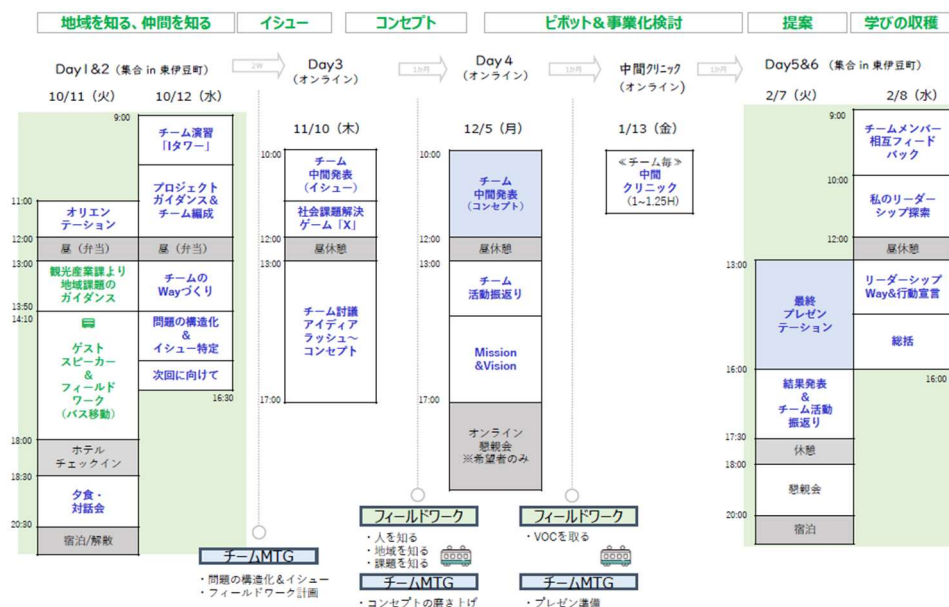 地域を知る、仲間を知る
イシュー
コンセプト
ピボット&事業化検討
提案
学びの収穫
Day1&2(集合 in 東伊豆町)
2W
Day3
(オンライン)
1か月
Day4
(オンライン)
1か月
中間クリニック
(オンライン)
1か月
Day5&6(集合 in 東伊豆町)
10/11(火)
10/12(水)
11/10(木)
12/5(月)
1/13(金)
2/7(火)
2/8(水)
11:00
オリエン
テーション
12:00
昼(弁当)
13:00
観光産業課より
地域課題の
ガイダンス
13:50
14:10
ゲスト
スピーカー
&
フィールド
ワーク
(バス移動)
18:00
ホテル
チェックイン
18:30
夕食・
対話会
20:30
宿泊/解散
9:00
チーム演習
「Iタワー」
プロジェクト
ガイダンス&
チーム編成
昼(弁当)
チームの
Wayづくり
問題の構造化
&
イシュー特定
次回に向けて
16:30
10:00
チーム
中間発表
(イシュー)
社会課題解決
ゲーム『X』
12:00
昼休憩
13:00
チーム討議
アイディア
ラッシュ~
コンセプト
17:00
10:00
チーム
中間発表
(コンセプト)
12:00
昼休憩
13:00
チーム
活動振返り
Mission
&Vision
17:00
オンライン
懇親会
※希望者のみ
≪チーム毎≫
中間
クリニック
(1~1.25H)
13:00
最終
プレゼン
テーション
16:00
結果発表
&
チーム活動
振返り
17:30
休憩
18:00
懇親会
20:00
宿泊
9:00
チームメンバー
相互フィード
バック
10:00
私のリーダー
シップ探索
12:00
昼休憩
リーダーシップ
Way&行動宣言
総括
16:00
チームMTG
・問題の構造化&イシュー
・フィールドワーク計画
フィールドワーク
・人を知る
・地域を知る
・課題を知る
チームMTG
・コンセプトの磨き上げ
フィールドワーク
・VOCを取る
チームMTG
・プレゼン準備